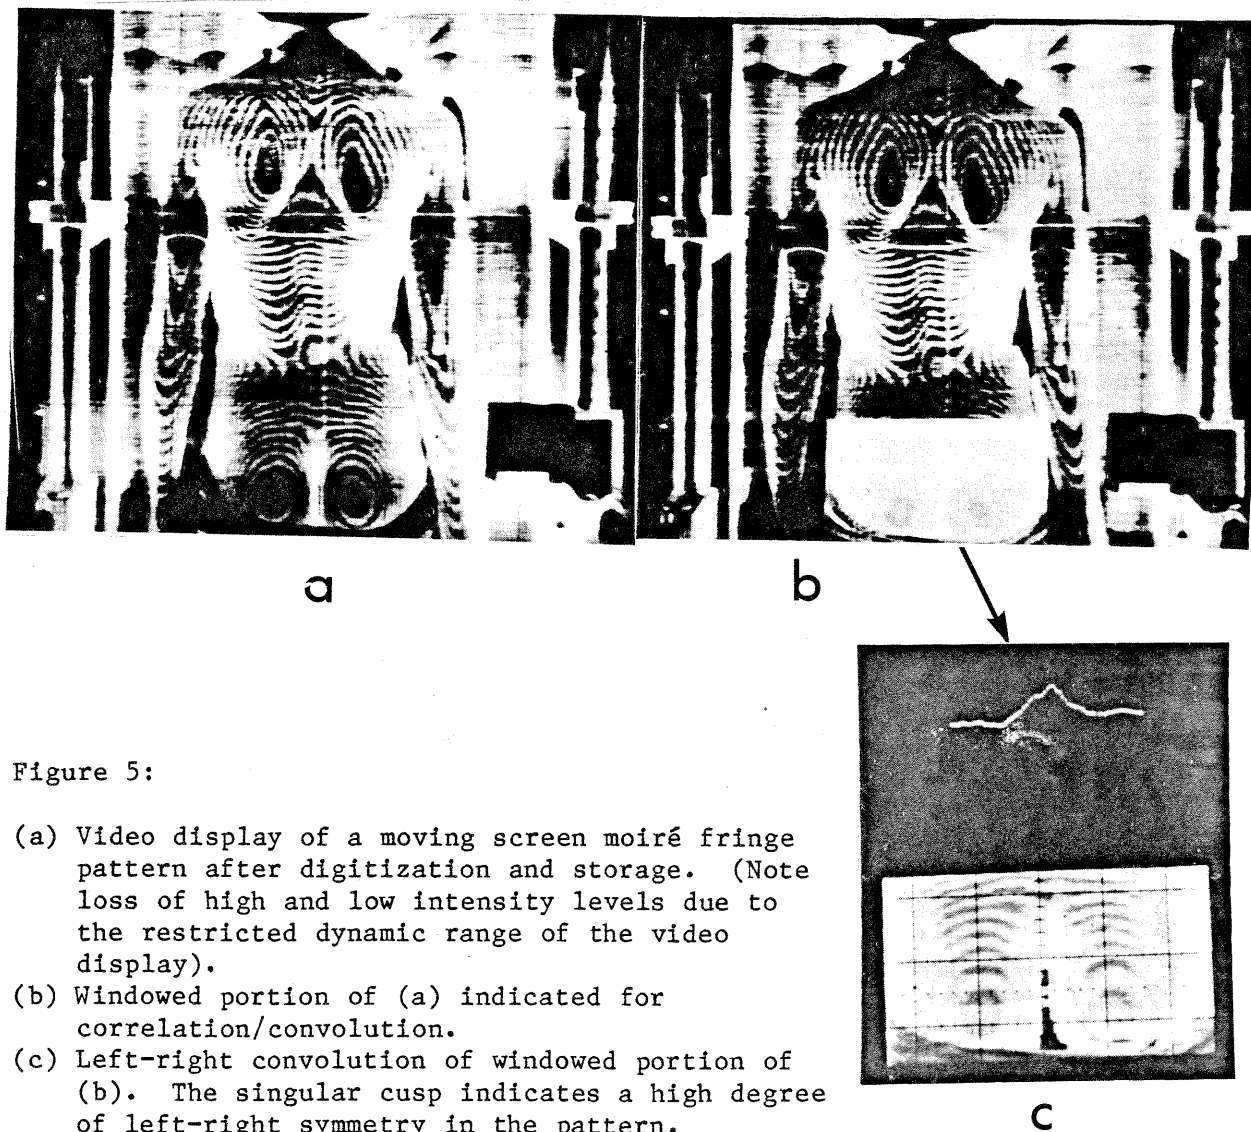 a
b
c
Figure 5:
(a) Video display of a moving screen moiré fringe
pattern after digitization and storage. (Note
loss of high and low intensity levels due to
the restricted dynamic range of the video
display).
(b) Windowed portion of (a) indicated for
correlation/convolution.
(c) Left-right convolution of windowed portion of
(b). The singular cusp indicates a high degree
of left-right symmetry in the pattern.